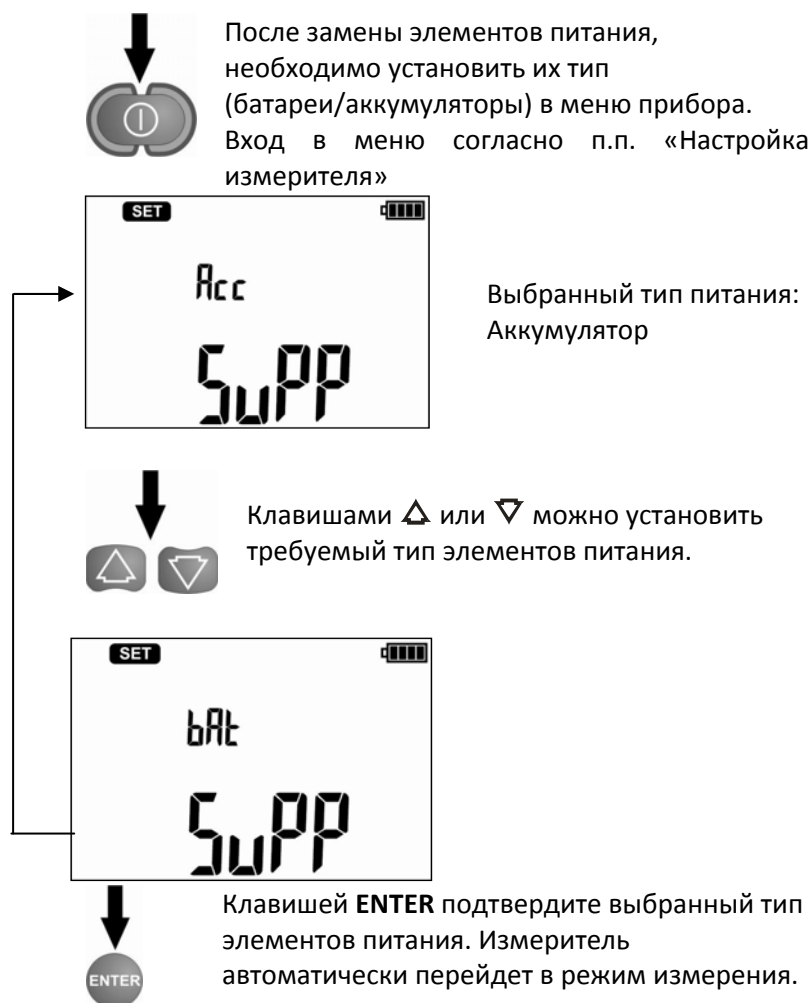 После замены элементов питания,
необходимо установить их тип
(батареи/аккумуляторы) в меню прибора.
Вход в меню согласно п.п. «Настройка
измерителя»
SET
Acc
SuPP
Выбранный тип питания:
Аккумулятор
Клавишами △ или ▽ можно установить
требуемый тип элементов питания.
SET
bAt
SuPP
Клавишей ENTER подтвердите выбранный тип
элементов питания. Измеритель
автоматически перейдет в режим измерения.
ENTER